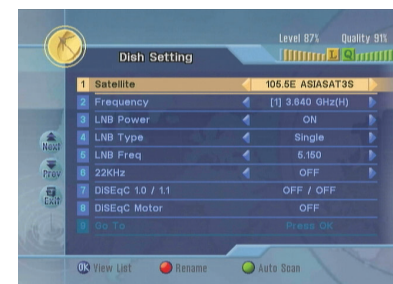 Level 87% Quality 91%
Dish Setting
L Q
1 Satellite 105.5E ASIASAT3S
2 Frequency [1] 3.840 GHz(H)
3 LNB Power ON
4 LNB Type Single
5 LNB Freq 5.150
6 22KHz OFF
7 DiSEqC 1.0 / 1.1 OFF / OFF
8 DiSEqC Motor OFF
9 Go To Press OK
Next
Prev
Exit
OK View List Rename Auto Scan